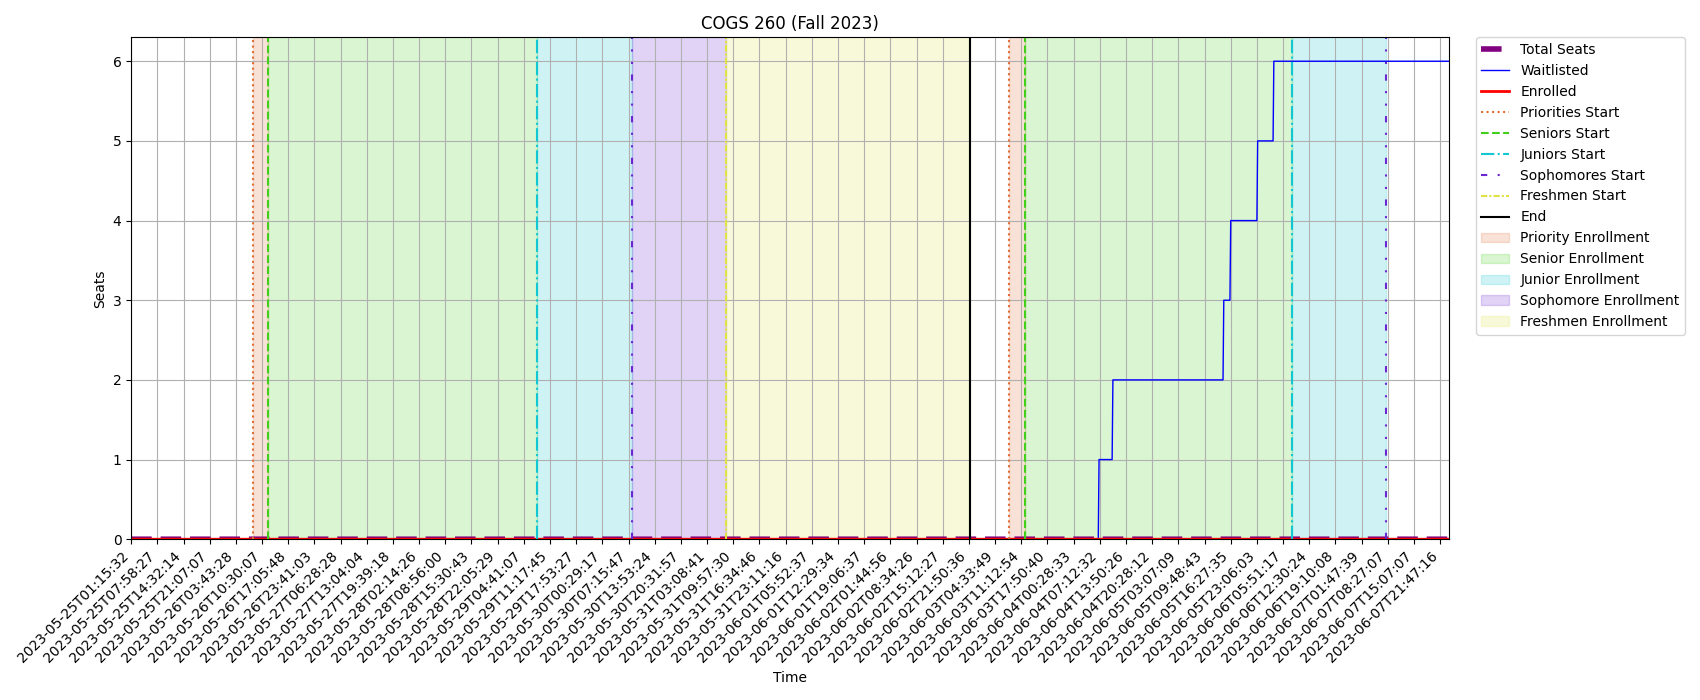 COGS 260 (Fall 2023)
Seats
6
5
4
3
2
1
0
2023-05-25T01:15:32
2023-05-25T07:58:27
2023-05-25T14:32:14
2023-05-25T21:07:07
2023-05-26T03:43:28
2023-05-26T10:30:07
2023-05-26T17:05:48
2023-05-26T23:41:03
2023-05-27T06:28:28
2023-05-27T13:04:04
2023-05-27T19:39:18
2023-05-28T02:14:26
2023-05-28T08:56:00
2023-05-28T15:30:43
2023-05-28T22:05:29
2023-05-29T04:41:07
2023-05-29T11:17:45
2023-05-29T17:53:27
2023-05-30T00:29:17
2023-05-30T07:15:47
2023-05-30T13:53:24
2023-05-30T20:31:57
2023-05-31T03:08:41
2023-05-31T09:57:30
2023-05-31T16:34:46
2023-05-31T23:11:16
2023-06-01T05:52:37
2023-06-01T12:29:34
2023-06-01T19:06:37
2023-06-02T01:44:56
2023-06-02T08:34:26
2023-06-02T15:12:27
2023-06-02T21:50:36
2023-06-03T04:33:49
2023-06-03T11:12:54
2023-06-03T17:50:40
2023-06-04T00:28:33
2023-06-04T07:12:32
2023-06-04T13:50:26
2023-06-04T20:28:12
2023-06-05T03:07:09
2023-06-05T09:48:43
2023-06-05T16:27:35
2023-06-05T23:06:03
2023-06-06T05:51:17
2023-06-06T12:30:24
2023-06-06T19:10:08
2023-06-07T01:47:39
2023-06-07T08:27:07
2023-06-07T15:07:07
2023-06-07T21:47:16
Time
Total Seats
Waitlisted
Enrolled
Priorities Start
Seniors Start
Juniors Start
Sophomores Start
Freshmen Start
End
Priority Enrollment
Senior Enrollment
Junior Enrollment
Sophomore Enrollment
Freshmen Enrollment